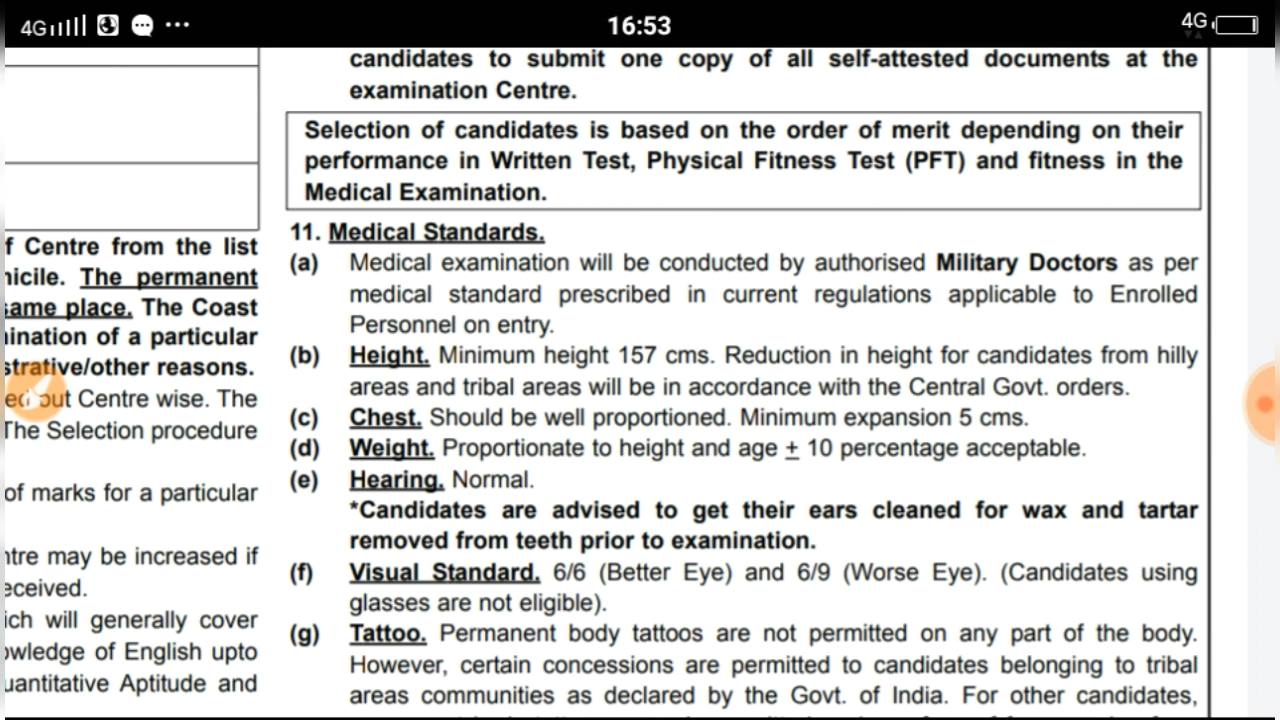 4G
16:53
4G
candidates to submit one copy of all self-attested documents at the
examination Centre.
Selection of candidates is based on the order of merit depending on their
performance in Written Test, Physical Fitness Test (PFT) and fitness in the
Medical Examination.
f Centre from the list
nicile. The permanent
same place. The Coast
ination of a particular
strative/other reasons.
out Centre wise. The
The Selection procedure
of marks for a particular
ntre may be increased if
eceived.
ich will generally cover
wledge of English upto
uantitative Aptitude and
11. Medical Standards.
(a) Medical examination will be conducted by authorised Military Doctors as per
medical standard prescribed in current regulations applicable to Enrolled
Personnel on entry.
(b) Height. Minimum height 157 cms. Reduction in height for candidates from hilly
areas and tribal areas will be in accordance with the Central Govt. orders.
(c) Chest. Should be well proportioned. Minimum expansion 5 cms.
(d) Weight. Proportionate to height and age ± 10 percentage acceptable.
(e) Hearing. Normal.
*Candidates are advised to get their ears cleaned for wax and tartar
removed from teeth prior to examination.
(f) Visual Standard. 6/6 (Better Eye) and 6/9 (Worse Eye). (Candidates using
glasses are not eligible).
(g) Tattoo. Permanent body tattoos are not permitted on any part of the body.
However, certain concessions are permitted to candidates belonging to tribal
areas communities as declared by the Govt. of India. For other candidates,